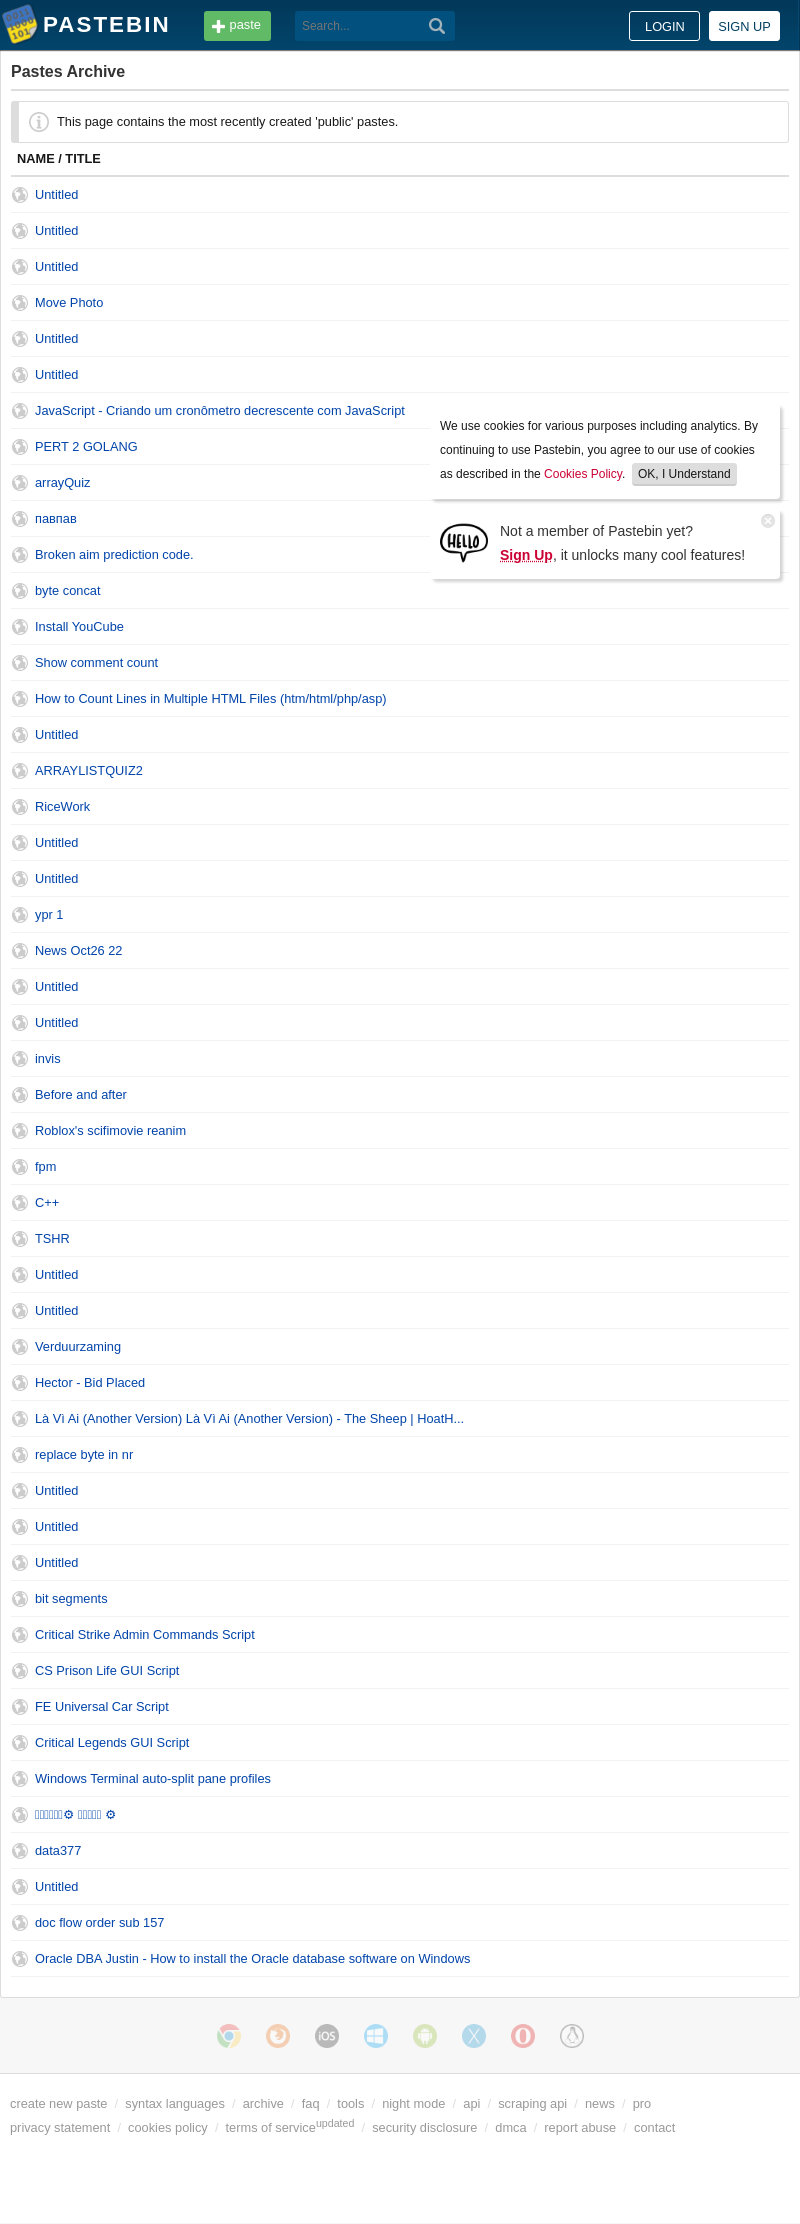 PASTEBIN
paste
Search...
LOGIN
SIGN UP
Pastes Archive
This page contains the most recently created 'public' pastes.
NAME / TITLE
Untitled
Untitled
Untitled
Move Photo
Untitled
Untitled
JavaScript - Criando um cronômetro decrescente com JavaScript
PERT 2 GOLANG
arrayQuiz
павпав
Broken aim prediction code.
byte concat
Install YouCube
Show comment count
How to Count Lines in Multiple HTML Files (htm/html/php/asp)
Untitled
ARRAYLISTQUIZ2
RiceWork
Untitled
Untitled
ypr 1
News Oct26 22
Untitled
Untitled
invis
Before and after
Roblox's scifimovie reanim
fpm
C++
TSHR
Untitled
Untitled
Verduurzaming
Hector - Bid Placed
Là Vì Ai (Another Version) Là Vì Ai (Another Version) - The Sheep | HoatH...
replace byte in nr
Untitled
Untitled
Untitled
bit segments
Critical Strike Admin Commands Script
CS Prison Life GUI Script
FE Universal Car Script
Critical Legends GUI Script
Windows Terminal auto-split pane profiles
data377
Untitled
doc flow order sub 157
Oracle DBA Justin - How to install the Oracle database software on Windows
We use cookies for various purposes including analytics. By
continuing to use Pastebin, you agree to our use of cookies
as described in the Cookies Policy. OK, I Understand
HELLO
Not a member of Pastebin yet?
Sign Up, it unlocks many cool features!
iOS
create new paste / syntax languages / archive / faq / tools / night mode / api / scraping api / news / pro
privacy statement / cookies policy / terms of serviceupdated / security disclosure / dmca / report abuse / contact